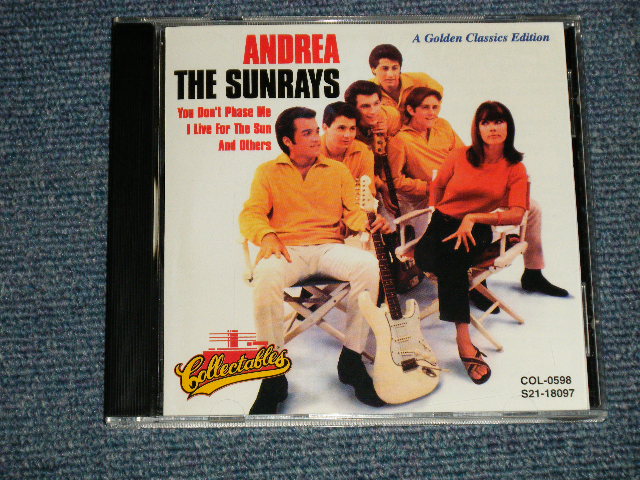 ANDREA
THE SUNRAYS
You Don't Phase Me
I Live For The Sun
And Others
A Golden Classics Edition
Collectables
COL-0598
S21-18097